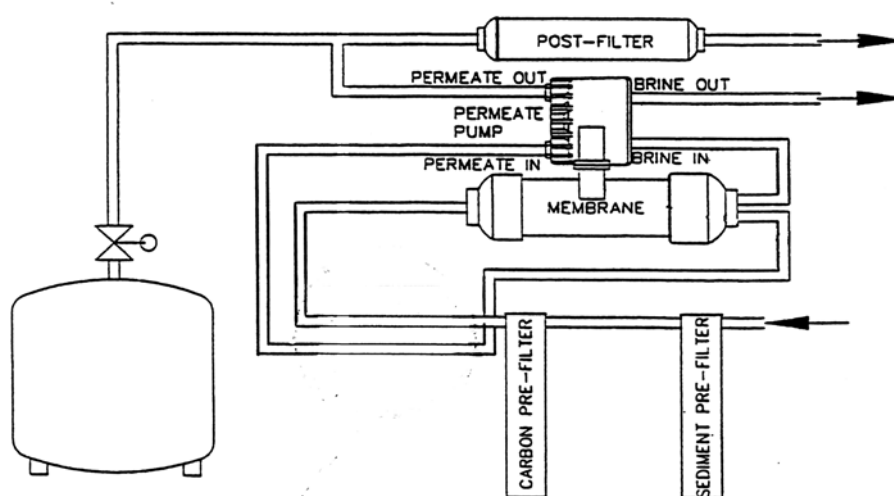 POST-FILTER
PERMEATE OUT
BRINE OUT
PERMEATE
PUMP
PERMEATE IN
BRINE IN
MEMBRANE
CARBON PRE-FILTER
SEDIMENT PRE-FILTER